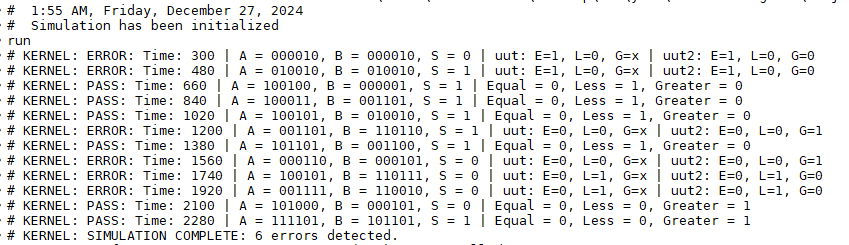 #  1:55 AM, Friday, December 27, 2024
#  Simulation has been initialized
run
# KERNEL: ERROR: Time: 300 | A = 000010, B = 000010, S = 0 | uut: E=1, L=0, G=x | uut2: E=1, L=0, G=0
# KERNEL: ERROR: Time: 480 | A = 010010, B = 010010, S = 1 | uut: E=1, L=0, G=x | uut2: E=1, L=0, G=0
# KERNEL: PASS: Time: 660 | A = 100100, B = 000001, S = 1 | Equal = 0, Less = 1, Greater = 0
# KERNEL: PASS: Time: 840 | A = 100011, B = 001101, S = 1 | Equal = 0, Less = 1, Greater = 0
# KERNEL: PASS: Time: 1020 | A = 100101, B = 010010, S = 1 | Equal = 0, Less = 1, Greater = 0
# KERNEL: ERROR: Time: 1200 | A = 001101, B = 110110, S = 1 | uut: E=0, L=0, G=x | uut2: E=0, L=0, G=1
# KERNEL: PASS: Time: 1380 | A = 101101, B = 001100, S = 1 | Equal = 0, Less = 1, Greater = 0
# KERNEL: ERROR: Time: 1560 | A = 000110, B = 000101, S = 0 | uut: E=0, L=0, G=x | uut2: E=0, L=0, G=1
# KERNEL: ERROR: Time: 1740 | A = 100101, B = 110111, S = 0 | uut: E=0, L=1, G=x | uut2: E=0, L=1, G=0
# KERNEL: ERROR: Time: 1920 | A = 001111, B = 110010, S = 0 | uut: E=0, L=1, G=x | uut2: E=0, L=1, G=0
# KERNEL: PASS: Time: 2100 | A = 101000, B = 000101, S = 0 | Equal = 0, Less = 0, Greater = 1
# KERNEL: PASS: Time: 2280 | A = 111101, B = 101101, S = 1 | Equal = 0, Less = 0, Greater = 1
# KERNEL: SIMULATION COMPLETE: 6 errors detected.